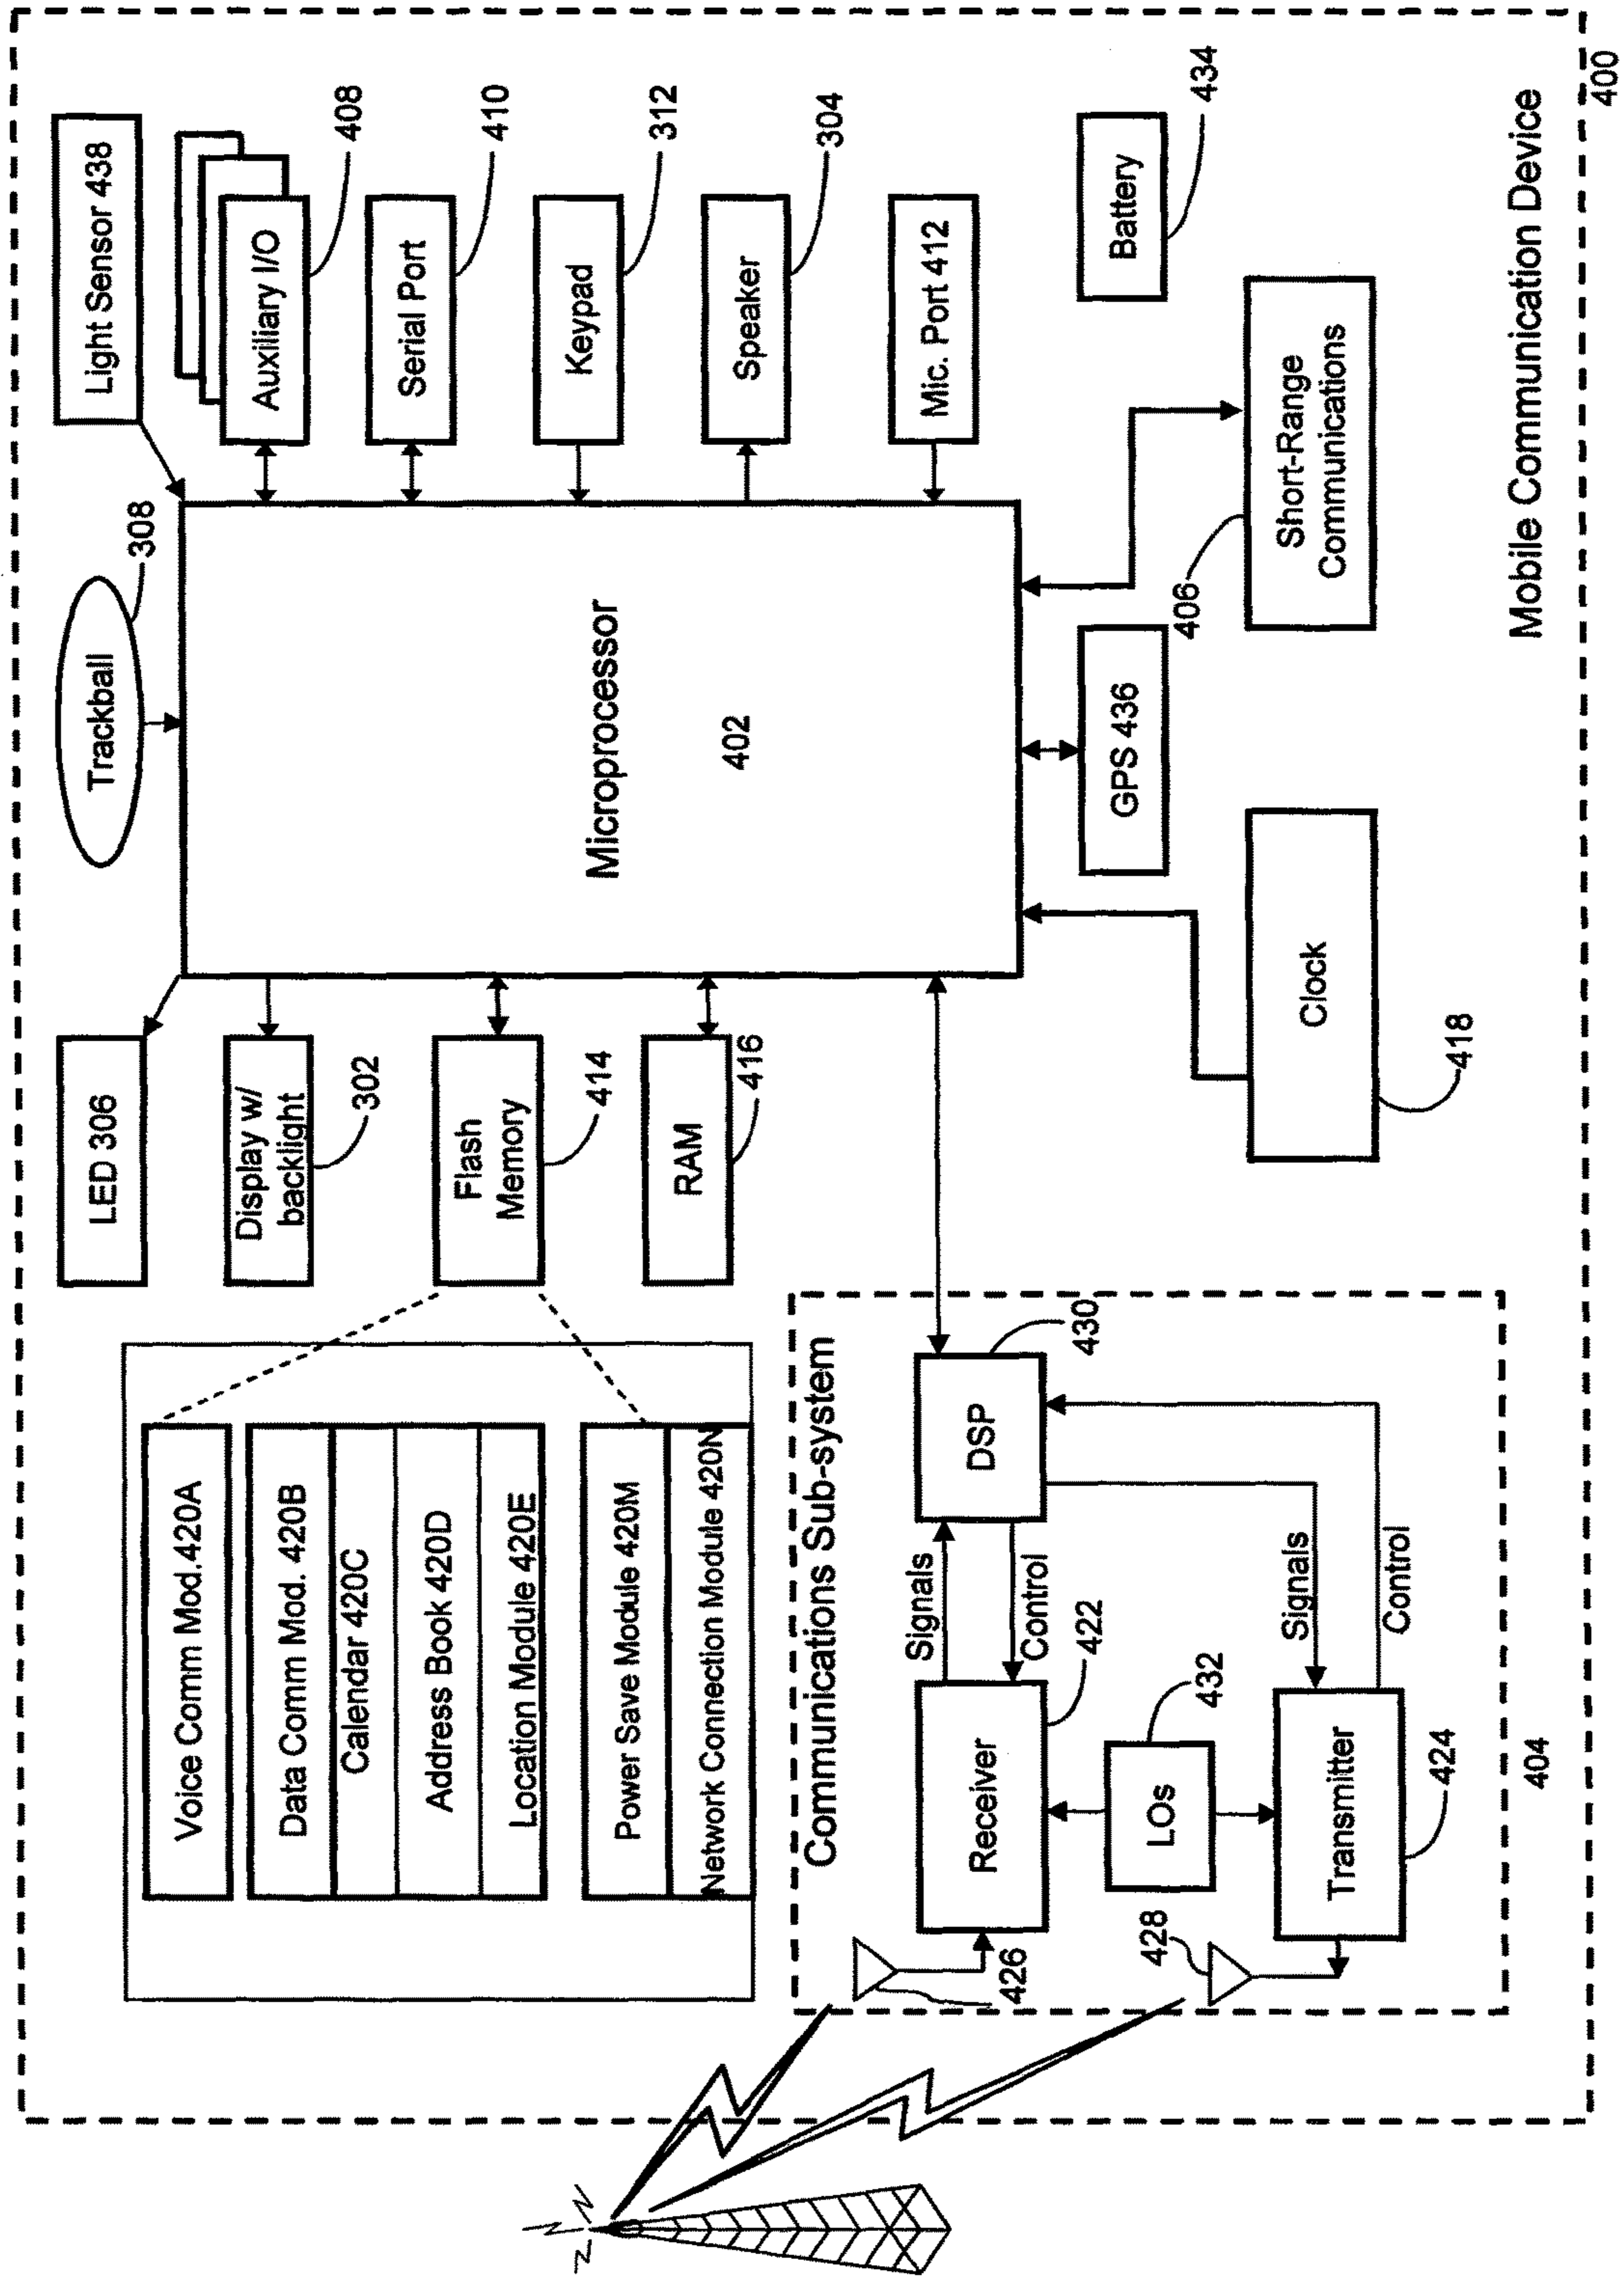 Trackball
308
LED 306
Light Sensor 438
Display w/
backlight
302
Auxiliary I/O
408
Flash
Memory
414
Serial Port
410
RAM
416
Keypad
312
Microprocessor
402
Speaker
304
Mic. Port 412
Voice Comm Mod.420A
Data Comm Mod. 420B
Calendar 420C
Address Book 420D
Location Module 420E
Power Save Module 420M
Network Connection Module 420N
Communications Sub-system
Receiver
422
Signals
Control
DSP
430
LOs
432
Transmitter
424
Signals
Control
426
428
404
GPS 436
Clock
418
406
Short-Range
Communications
Battery
434
Mobile Communication Device
400